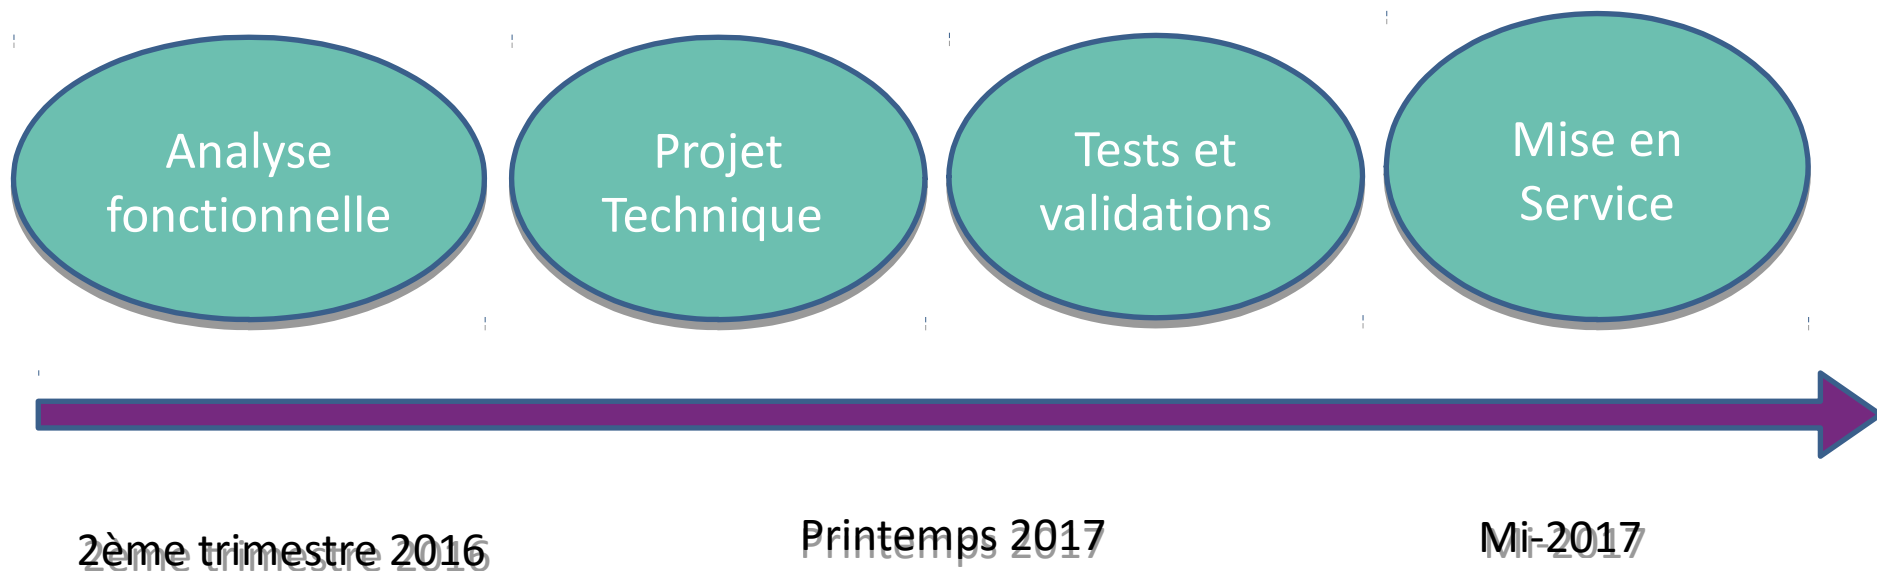 Analyse
fonctionnelle
Projet
Technique
Tests et
validations
Mise en
Service
2ème trimestre 2016
Printemps 2017
Mi-2017